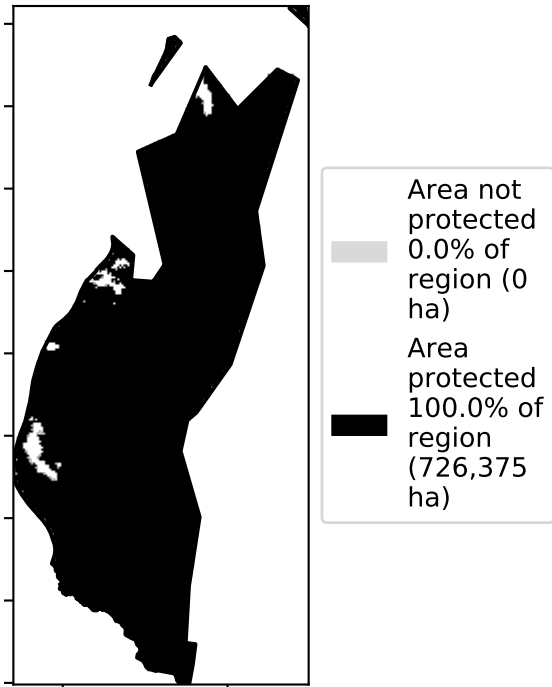 Area not
protected
0.0% of
region (0
ha)
Area
protected
100.0% of
region
(726,375
ha)